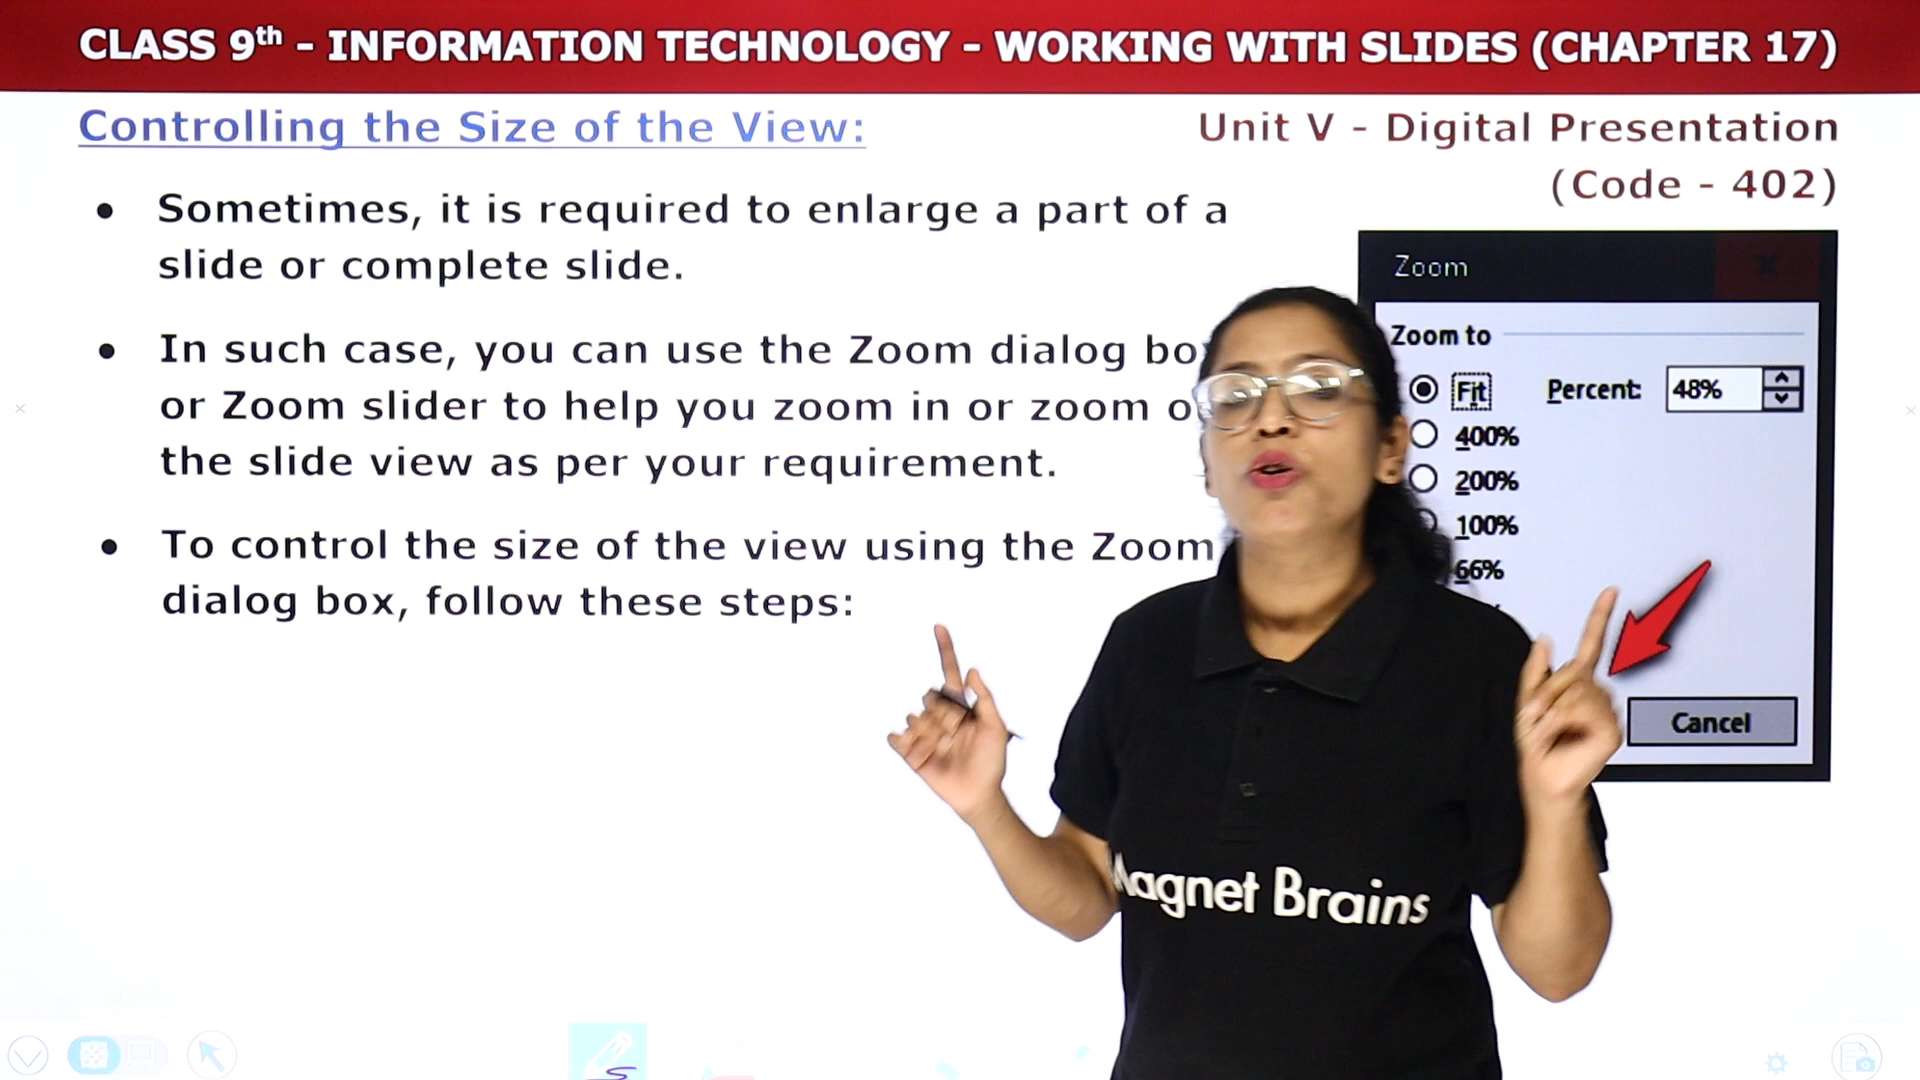 CLASS 9th - INFORMATION TECHNOLOGY - WORKING WITH SLIDES (CHAPTER 17)
Controlling the Size of the View:
Unit V - Digital Presentation
(Code - 402)
• Sometimes, it is required to enlarge a part of a
slide or complete slide.
• In such case, you can use the Zoom dialog
or Zoom slider to help you zoom in or zoom
the slide view as per your requirement.
• To control the size of the view using the Zoom
dialog box, follow these steps:
Zoom
Zoom to
Fit Percent: 48%
400%
200%
100%
66%
Cancel
Magnet Brains